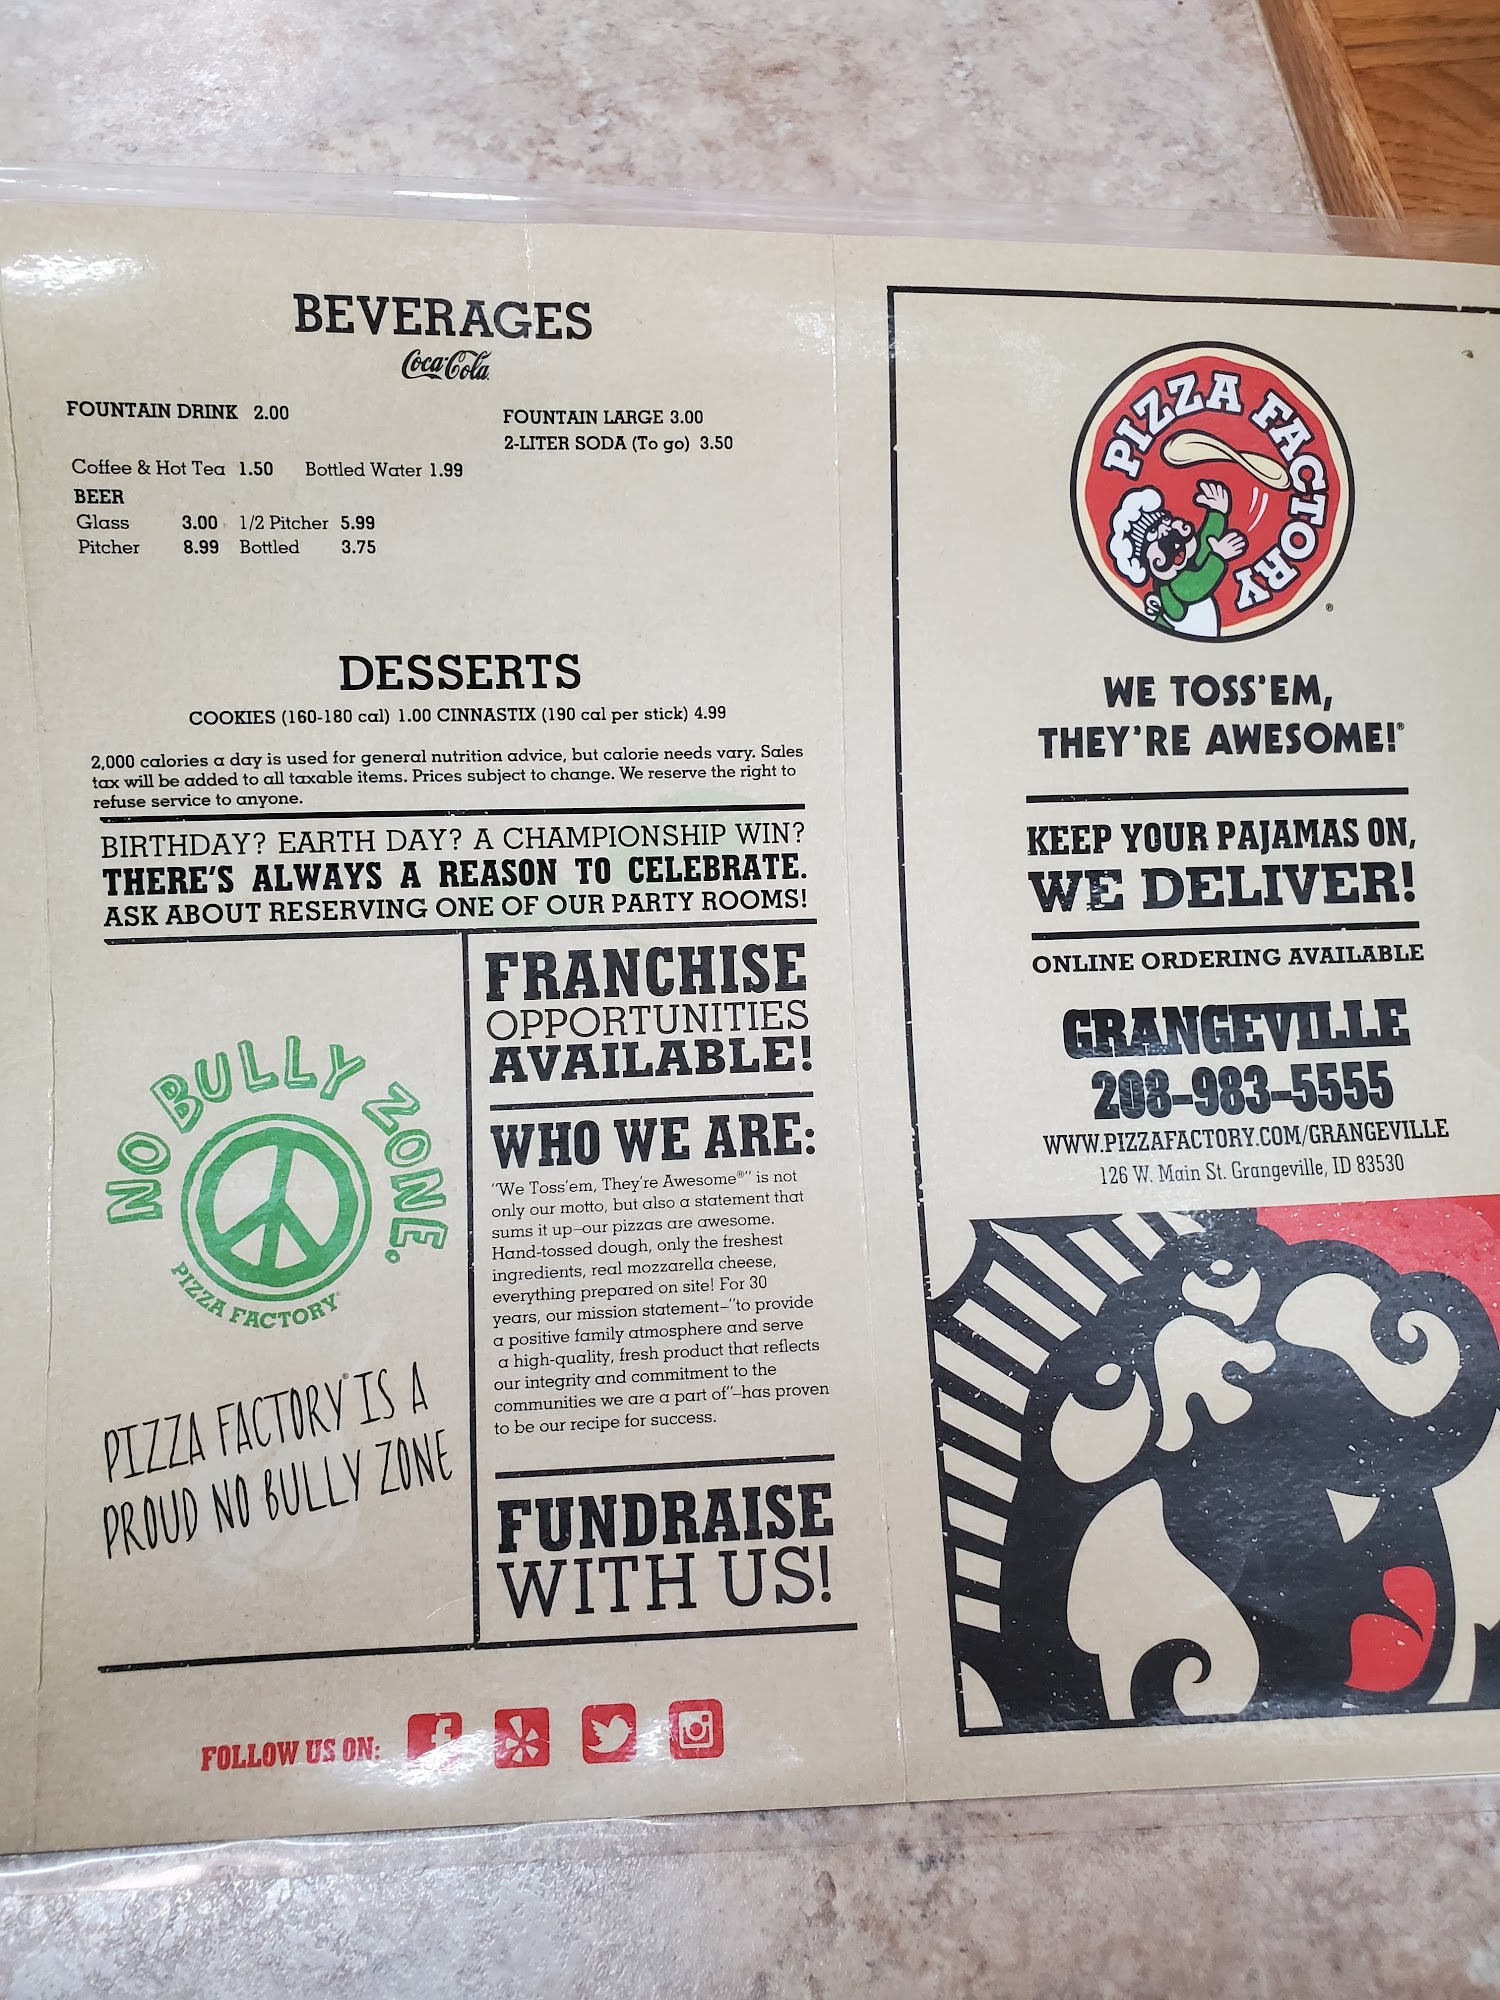 BEVERAGES
Coca-Cola
FOUNTAIN DRINK 2.00
FOUNTAIN LARGE 3.00
2-LITER SODA (To go) 3.50
Coffee & Hot Tea 1.50 Bottled Water 1.99
BEER
Glass 3.00 1/2 Pitcher 5.99
Pitcher 8.99 Bottled 3.75
DESSERTS
COOKIES (160-180 cal) 1.00 CINNASTIX (190 cal per stick) 4.99
2,000 calories a day is used for general nutrition advice, but calorie needs vary. Sales
tax will be added to all taxable items. Prices subject to change. We reserve the right to
refuse service to anyone.
BIRTHDAY? EARTH DAY? A CHAMPIONSHIP WIN?
THERE'S ALWAYS A REASON TO CELEBRATE.
ASK ABOUT RESERVING ONE OF OUR PARTY ROOMS!
NO BULLY ZONE.
PIZZA FACTORY®
PIZZA FACTORY® IS A
PROUD NO BULLY ZONE
FRANCHISE
OPPORTUNITIES
AVAILABLE!
WHO WE ARE:
"We Toss'em, They're Awesome®" is not
only our motto, but also a statement that
sums it up—our pizzas are awesome.
Hand-tossed dough, only the freshest
ingredients, real mozzarella cheese,
everything prepared on site! For 30
years, our mission statement—"to provide
a positive family atmosphere and serve
a high-quality, fresh product that reflects
our integrity and commitment to the
communities we are a part of"—has proven
to be our recipe for success.
FUNDRAISE
WITH US!
FOLLOW US ON:
PIZZA FACTORY
®
WE TOSS'EM,
THEY'RE AWESOME!®
KEEP YOUR PAJAMAS ON,
WE DELIVER!
ONLINE ORDERING AVAILABLE
GRANGEVILLE
208-983-5555
WWW.PIZZAFACTORY.COM/GRANGEVILLE
126 W. Main St. Grangeville, ID 83530